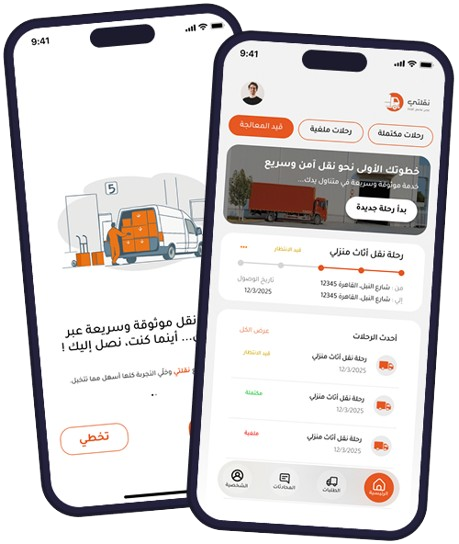 9:41
5
نقل موثوقة وسريعة عبر
... أينما كنت، نصل إليك !
نقلتي وخلّي التجربة كلها أسهل مما تتخيل.
تخطي
9:41
نقلتي
رحلات مكتملة
رحلات ملغية
قيد المعالجة
خطوتك الأولى نحو نقل آمن وسريع
خدمة موثوقة وسريعة في متناول يدك...
بدأ رحلة جديدة
رحلة نقل أثاث منزلي
قيد الانتظار
من : شارع النيل، القاهرة 12345
إلي : شارع النيل، القاهرة 12345
تاريخ الوصول
12/3/2025
أحدث الرحلات
عرض الكل
رحلة نقل أثاث منزلي
قيد الانتظار
12/3/2025
رحلة نقل أثاث منزلي
مكتملة
12/3/2025
رحلة نقل أثاث منزلي
ملغية
12/3/2025
الرئيسية
الطلبات
المحادثات
الشخصية